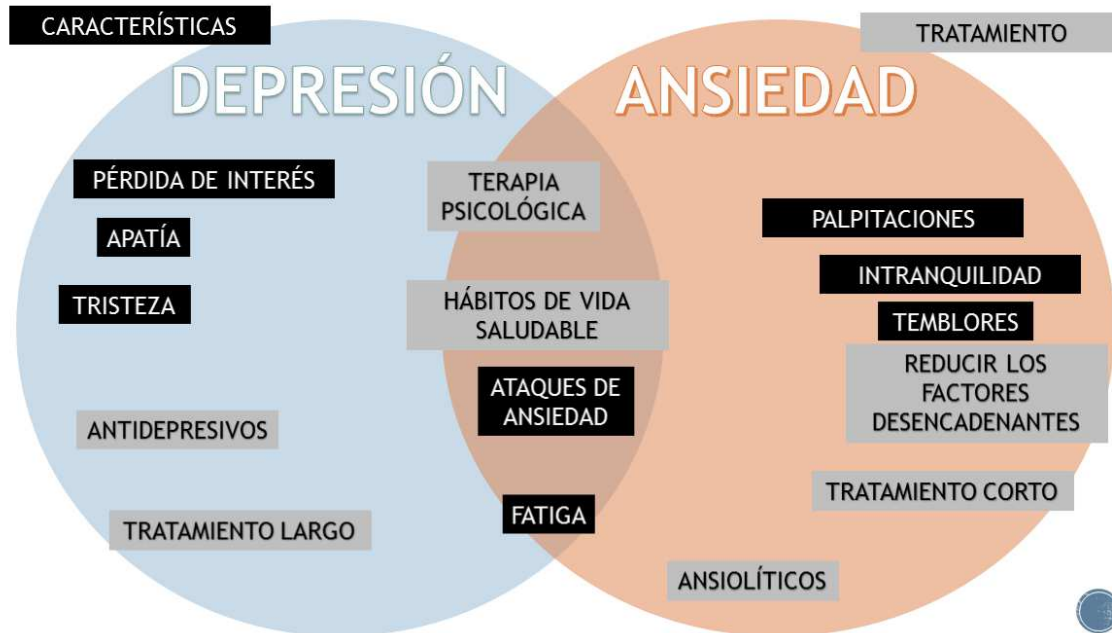 CARACTERÍSTICAS
TRATAMIENTO
DEPRESIÓN
ANSIEDAD
PÉRDIDA DE INTERÉS
APATÍA
TRISTEZA
ANTIDEPRESIVOS
TRATAMIENTO LARGO
TERAPIA
PSICOLÓGICA
HÁBITOS DE VIDA
SALUDABLE
ATAQUES DE
ANSIEDAD
FATIGA
PALPITACIONES
INTRANQUILIDAD
TEMBLORES
REDUCIR LOS
FACTORES
DESENCADENANTES
TRATAMIENTO CORTO
ANSIOLÍTICOS